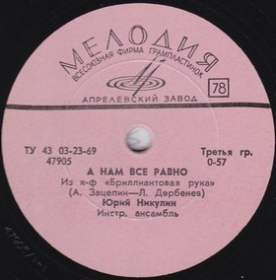 МЕЛОДИЯ
ВСЕСОЮЗНАЯ ФИРМА ГРАМПЛАСТИНОК
78
АПРЕЛЕВСКИЙ ЗАВОД
ТУ 43 03-23-69
47905
Третья гр.
0-57
А НАМ ВСЕ РАВНО
Из к-ф «Бриллиантовая рука»
(А. Зацепин—Л. Дербенев)
Юрий Никулин
Инстр. ансамбль